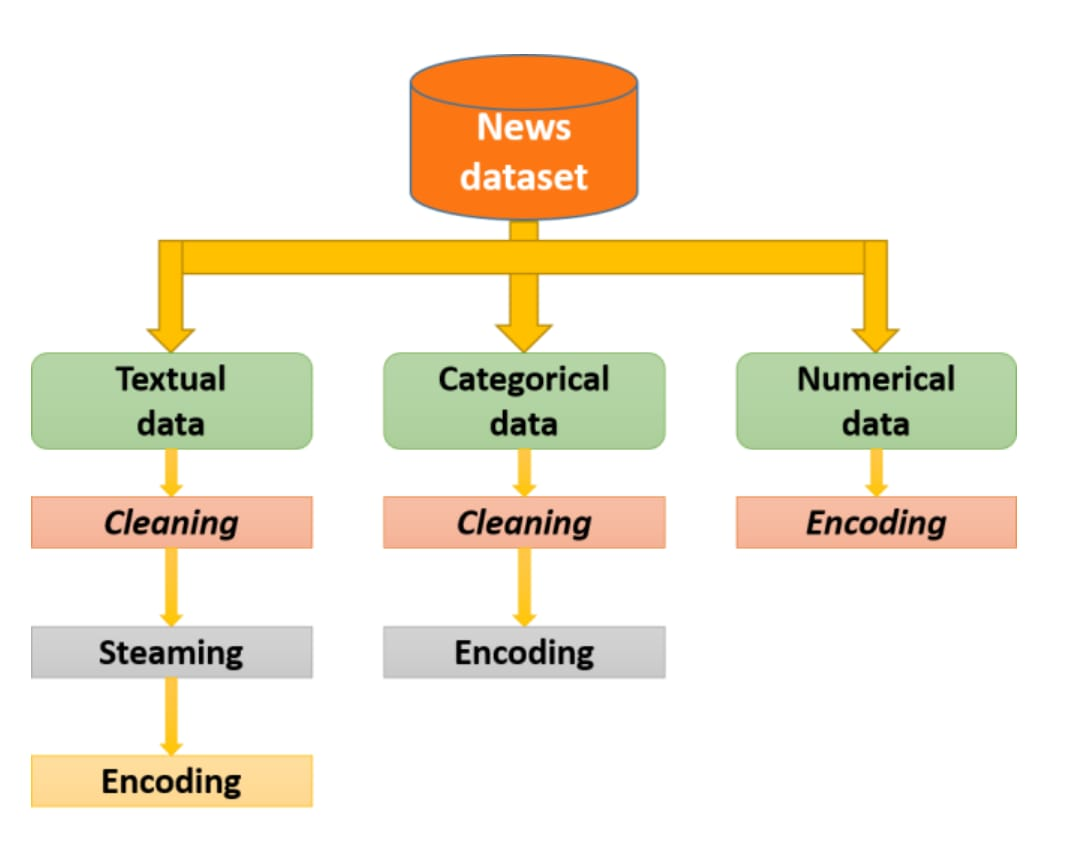 News
dataset
Textual
data
Categorical
data
Numerical
data
Cleaning
Cleaning
Encoding
Steaming
Encoding
Encoding